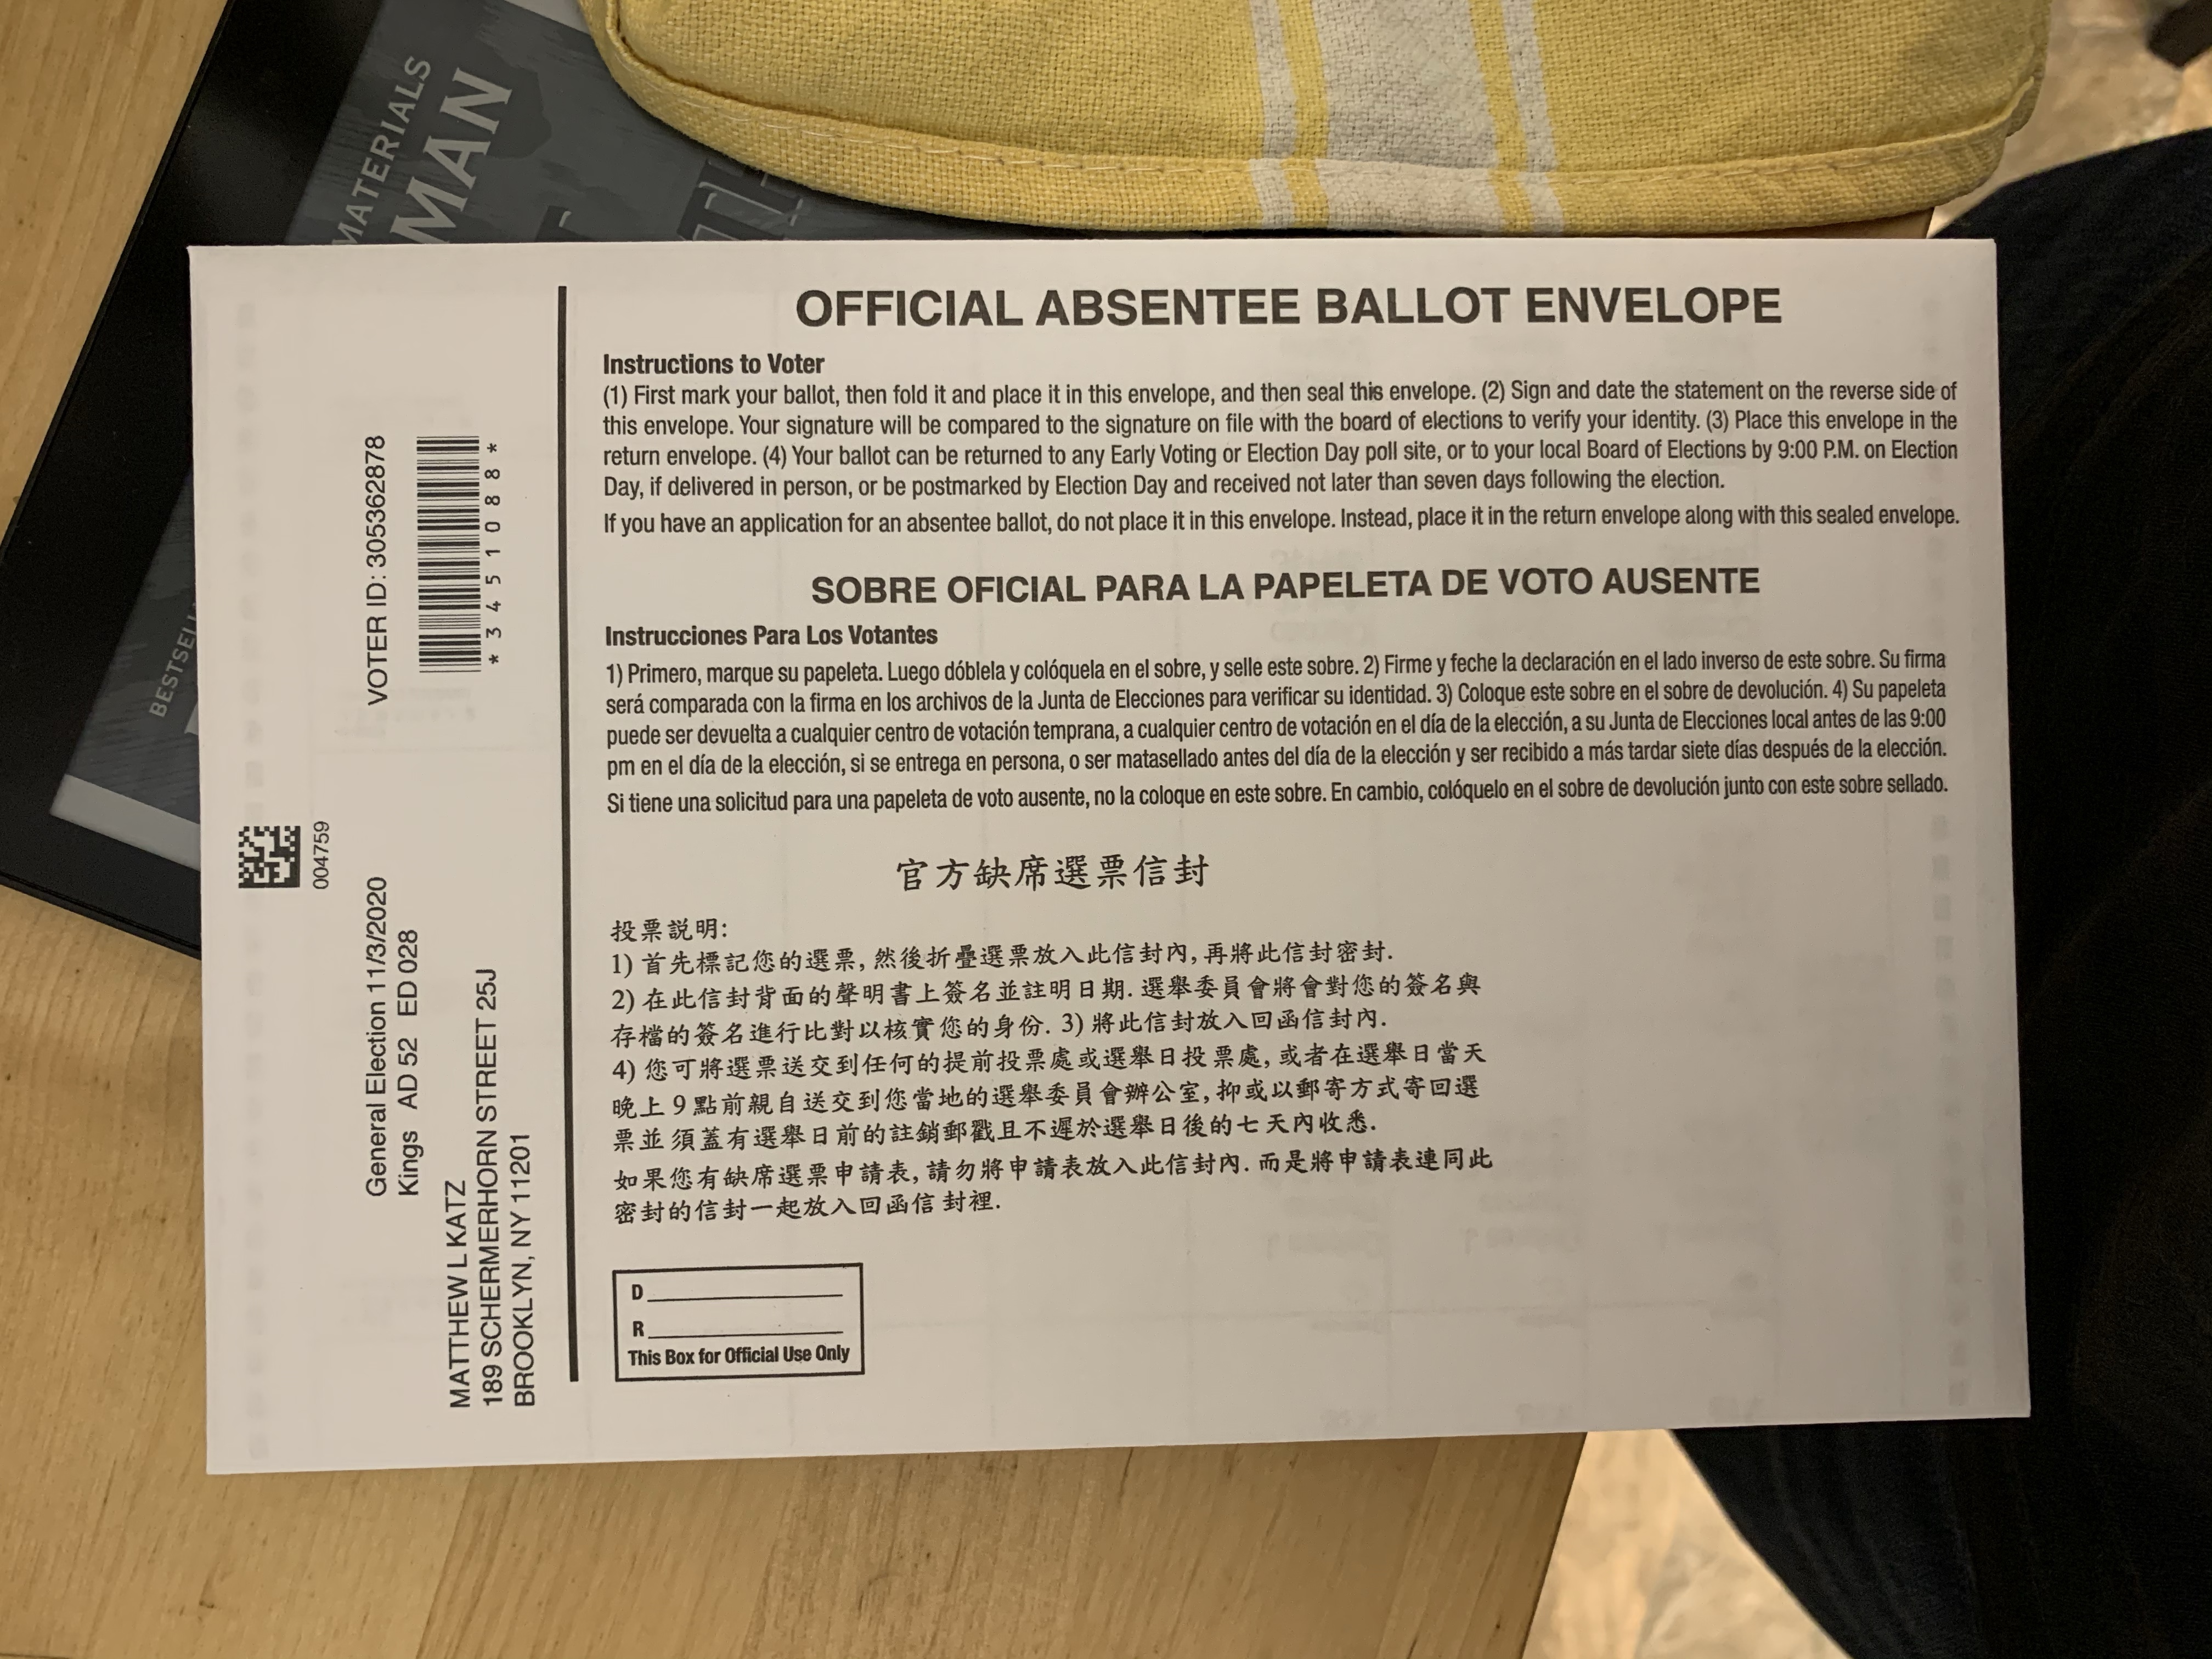 MATERIALS
MAN
BESTSELL
OFFICIAL ABSENTEE BALLOT ENVELOPE
Instructions to Voter
(1) First mark your ballot, then fold it and place it in this envelope, and then seal this envelope. (2) Sign and date the statement on the reverse side of
this envelope. Your signature will be compared to the signature on file with the board of elections to verify your identity. (3) Place this envelope in the
return envelope. (4) Your ballot can be returned to any Early Voting or Election Day poll site, or to your local Board of Elections by 9:00 P.M. on Election
Day, if delivered in person, or be postmarked by Election Day and received not later than seven days following the election.
If you have an application for an absentee ballot, do not place it in this envelope. Instead, place it in the return envelope along with this sealed envelope.
SOBRE OFICIAL PARA LA PAPELETA DE VOTO AUSENTE
Instrucciones Para Los Votantes
1) Primero, marque su papeleta. Luego dóblela y colóquela en el sobre, y selle este sobre. 2) Firme y feche la declaración en el lado inverso de este sobre. Su firma
será comparada con la firma en los archivos de la Junta de Elecciones para verificar su identidad. 3) Coloque este sobre en el sobre de devolución. 4) Su papeleta
puede ser devuelta a cualquier centro de votación temprana, a cualquier centro de votación en el día de la elección, a su Junta de Elecciones local antes de las 9:00
pm en el día de la elección, si se entrega en persona, o ser matasellado antes del día de la elección y ser recibido a más tardar siete días después de la elección.
Si tiene una solicitud para una papeleta de voto ausente, no la coloque en este sobre. En cambio, colóquelo en el sobre de devolución junto con este sobre sellado.
官方缺席選票信封
投票説明:
1) 首先標記您的選票, 然後折疊選票放入此信封內, 再將此信封密封.
2) 在此信封背面的聲明書上簽名並註明日期. 選舉委員會將會對您的簽名與
存檔的簽名進行比對以核實您的身份. 3) 將此信封放入回函信封內.
4) 您可將選票送交到任何的提前投票處或選舉日投票處, 或者在選舉日當天
晚上 9 點前親自送交到您當地的選舉委員會辦公室, 抑或以郵寄方式寄回選
票並 須蓋有選舉日前的註銷郵戳且不遲於選舉日後的七天內收悉.
如果您有缺席選票申請表, 請勿將申請表放入此信封內. 而是將申請表連同此
密封的信封一起放入回函信 封裡.
D
R
This Box for Official Use Only
004759
General Election 11/3/2020
VOTER ID: 305362878
Kings AD 52 ED 028
*3451088*
MATTHEW L KATZ
189 SCHERMERHORN STREET 25J
BROOKLYN, NY 11201